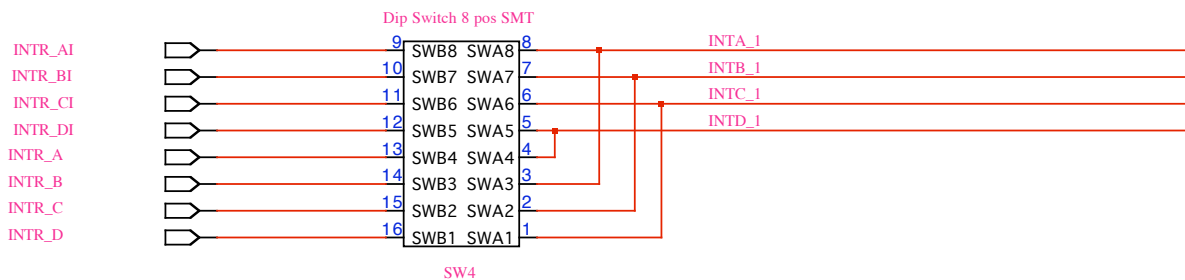 Dip Switch 8 pos SMT
INTR_AI 9 SWB8 SWA8 8 INTA_1
INTR_BI 10 SWB7 SWA7 7 INTB_1
INTR_CI 11 SWB6 SWA6 6 INTC_1
INTR_DI 12 SWB5 SWA5 5 INTD_1
INTR_A 13 SWB4 SWA4 4
INTR_B 14 SWB3 SWA3 3
INTR_C 15 SWB2 SWA2 2
INTR_D 16 SWB1 SWA1 1
SW4